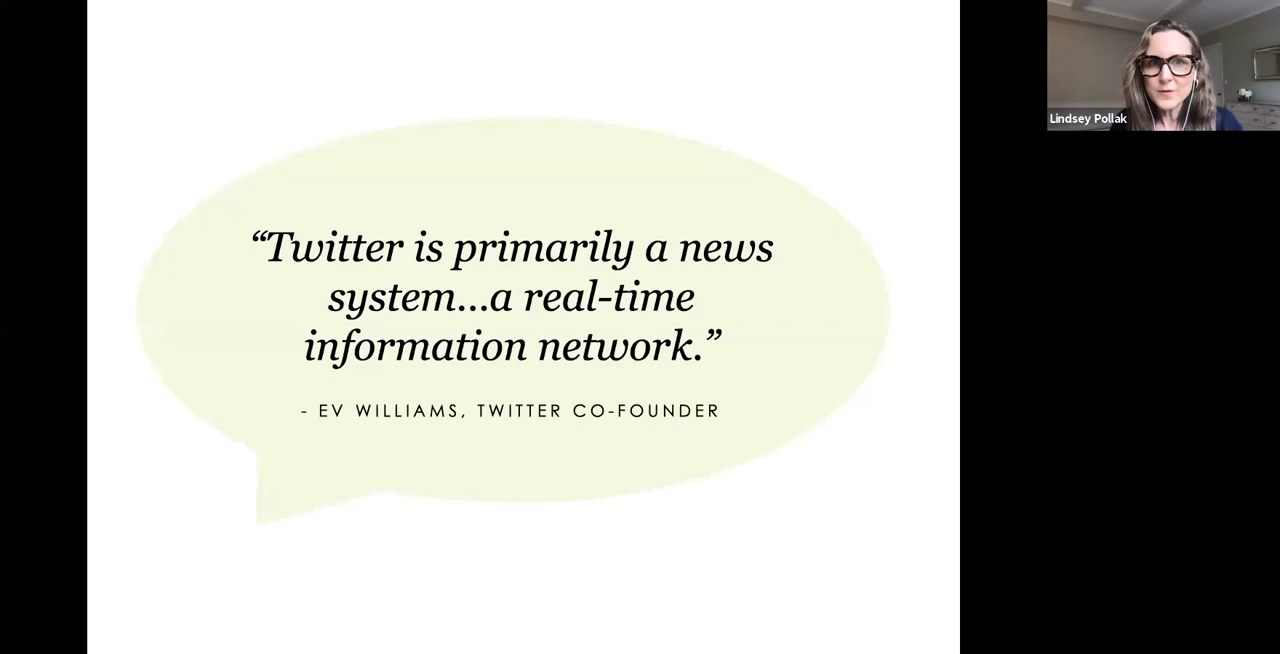 “Twitter is primarily a news
system...a real-time
information network.”
- EV WILLIAMS, TWITTER CO-FOUNDER
Lindsey Pollak